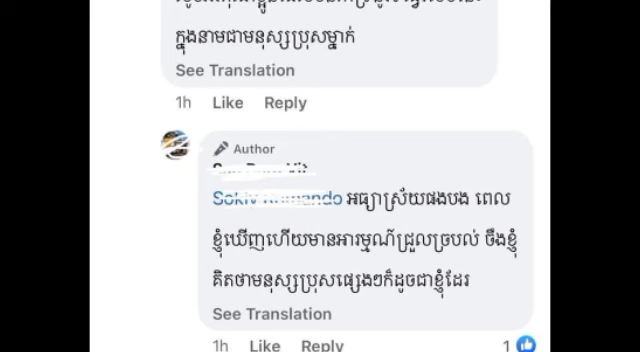 ក្នុងនាមជាមនុស្សប្រុសម្នាក់
See Translation
1h Like Reply
Author
អធ្យាស្រ័យផងបង ពេល
ខ្ញុំឃើញហើយមានអារម្មណ៍ជ្រួលច្របល់ ចឹងខ្ញុំ
គិតថាមនុស្សប្រុសផ្សេងៗក៏ដូចជាខ្ញុំដែរ
See Translation
1h Like Reply 1